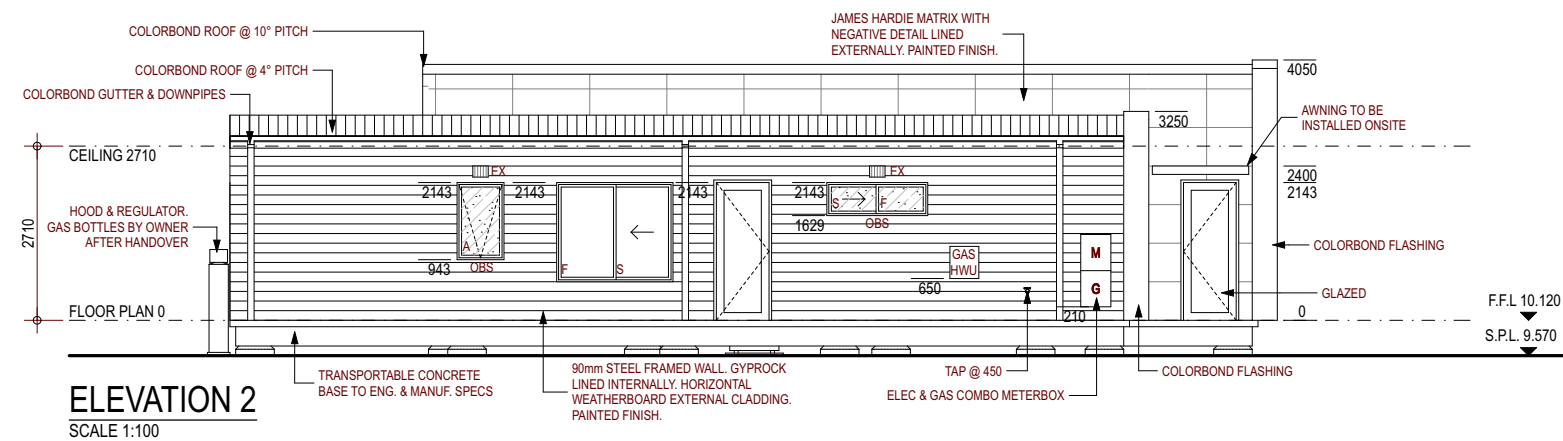 COLORBOND ROOF @ 10° PITCH
COLORBOND ROOF @ 4° PITCH
COLORBOND GUTTER & DOWNPIPES
JAMES HARDIE MATRIX WITH
NEGATIVE DETAIL LINED
EXTERNALLY. PAINTED FINISH.
4050
3250
AWNING TO BE
INSTALLED ONSITE
CEILING 2710
2400
2143
EX
EX
2143
2143
2143
2143
1629
S
F
OBS
HOOD & REGULATOR.
GAS BOTTLES BY OWNER
AFTER HANDOVER
2710
A
943
OBS
F
S
GAS
HWU
650
M
G
210
COLORBOND FLASHING
GLAZED
FLOOR PLAN 0
0
F.F.L 10.120
S.P.L. 9.570
TRANSPORTABLE CONCRETE
BASE TO ENG. & MANUF. SPECS
90mm STEEL FRAMED WALL. GYPROCK
LINED INTERNALLY. HORIZONTAL
WEATHERBOARD EXTERNAL CLADDING.
PAINTED FINISH.
TAP @ 450
ELEC & GAS COMBO METERBOX
COLORBOND FLASHING
ELEVATION 2
SCALE 1:100